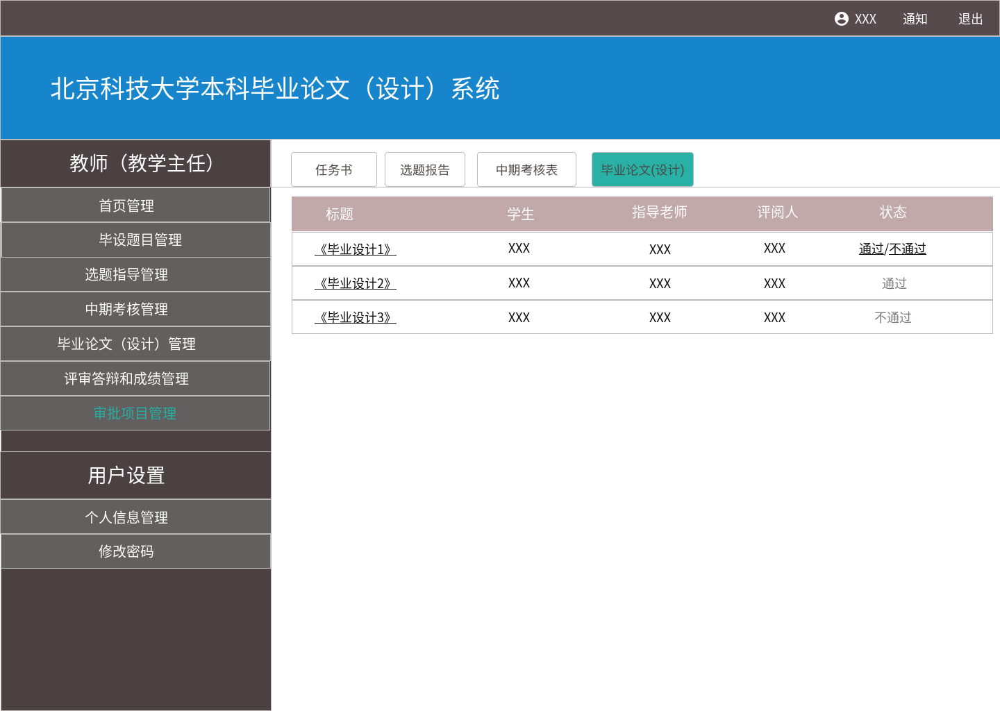 XXX 通知 退出
北京科技大学本科毕业论文（设计）系统
教师（教学主任）
首页管理
毕设题目管理
选题指导管理
中期考核管理
毕业论文（设计）管理
评审答辩和成绩管理
审批项目管理
用户设置
个人信息管理
修改密码
任务书 选题报告 中期考核表 毕业论文(设计)
标题 学生 指导老师 评阅人 状态
《毕业设计1》 XXX XXX XXX 通过/不通过
《毕业设计2》 XXX XXX XXX 通过
《毕业设计3》 XXX XXX XXX 不通过